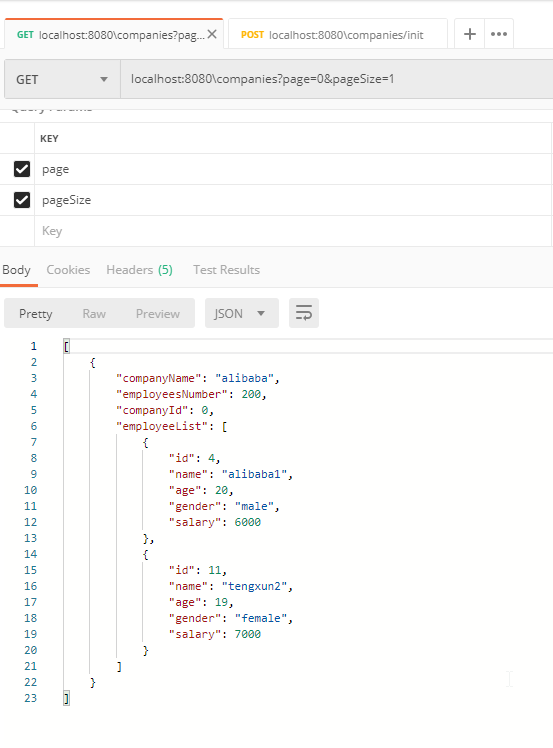 GET localhost:8080\companies?pag... POST localhost:8080\companies/init
GET localhost:8080\companies?page=0&pageSize=1
Query Params
KEY
page
pageSize
Key
Body Cookies Headers (5) Test Results
Pretty Raw Preview JSON
1 [
2 {
3 "companyName": "alibaba",
4 "employeesNumber": 200,
5 "companyId": 0,
6 "employeeList": [
7 {
8 "id": 4,
9 "name": "alibaba1",
10 "age": 20,
11 "gender": "male",
12 "salary": 6000
13 },
14 {
15 "id": 11,
16 "name": "tengxun2",
17 "age": 19,
18 "gender": "female",
19 "salary": 7000
20 }
21 ]
22 }
23 ]